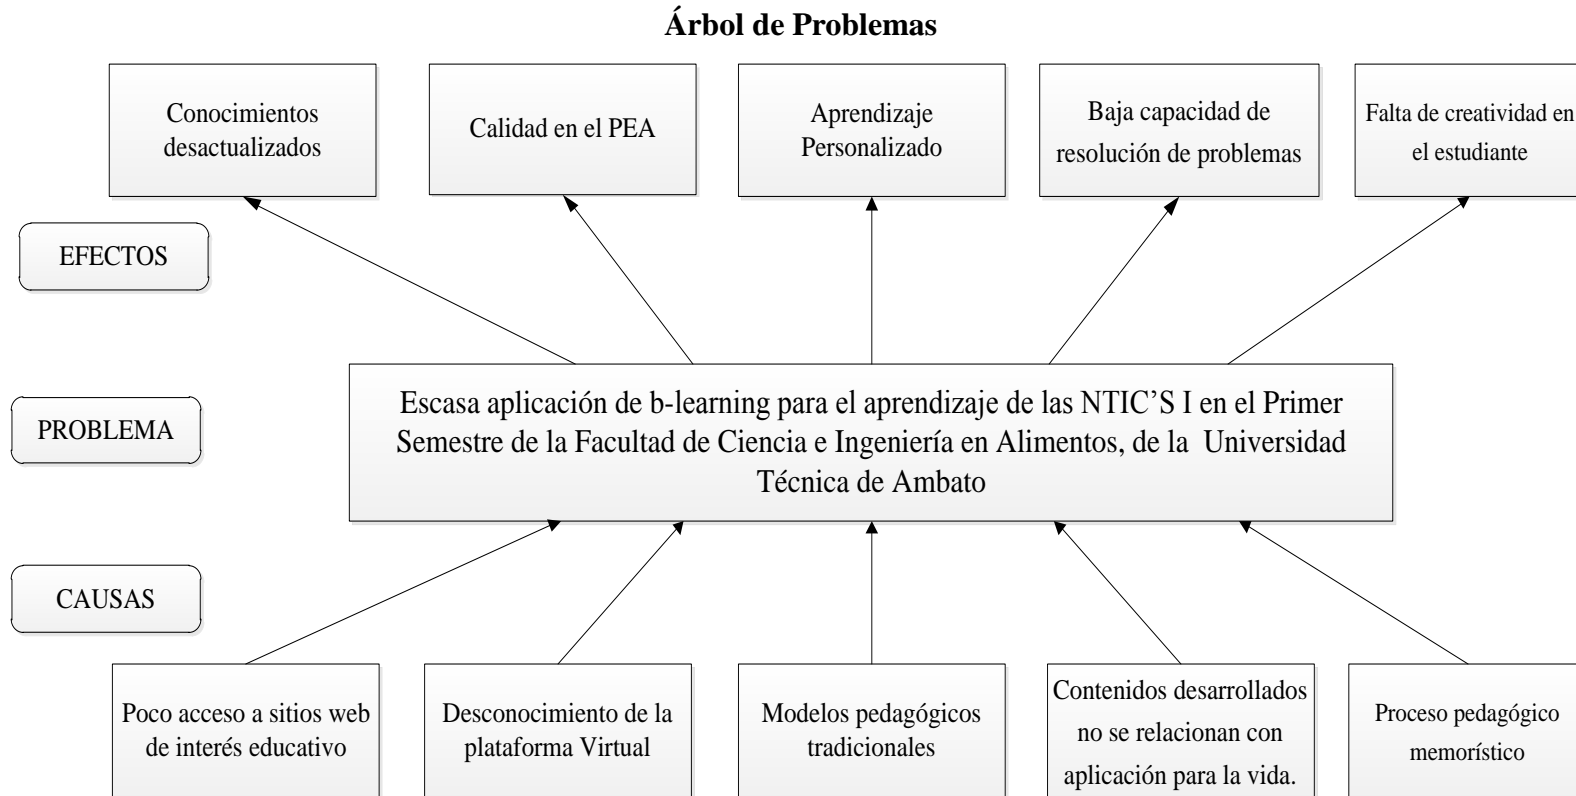 Árbol de Problemas
Conocimientos
desactualizados
Calidad en el PEA
Aprendizaje
Personalizado
Baja capacidad de
resolución de problemas
Falta de creatividad en
el estudiante
EFECTOS
PROBLEMA
Escasa aplicación de b-learning para el aprendizaje de las NTIC’S I en el Primer
Semestre de la Facultad de Ciencia e Ingeniería en Alimentos, de la Universidad
Técnica de Ambato
CAUSAS
Poco acceso a sitios web
de interés educativo
Desconocimiento de la
plataforma Virtual
Modelos pedagógicos
tradicionales
Contenidos desarrollados
no se relacionan con
aplicación para la vida.
Proceso pedagógico
memorístico